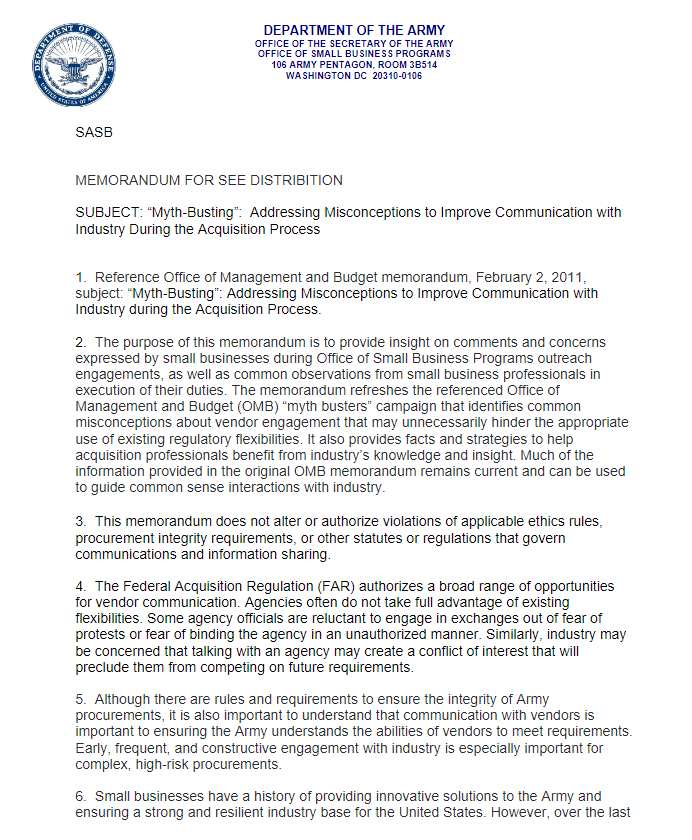 DEPARTMENT OF THE ARMY
OFFICE OF THE SECRETARY OF THE ARMY
OFFICE OF SMALL BUSINESS PROGRAMS
106 ARMY PENTAGON, ROOM 3B514
WASHINGTON DC 20310-0106
DEPARTMENT OF DEFENSE
UNITED STATES OF AMERICA
SASB
MEMORANDUM FOR SEE DISTRIBITION
SUBJECT: “Myth-Busting”: Addressing Misconceptions to Improve Communication with
Industry During the Acquisition Process
1. Reference Office of Management and Budget memorandum, February 2, 2011,
subject: “Myth-Busting”: Addressing Misconceptions to Improve Communication with
Industry during the Acquisition Process.
2. The purpose of this memorandum is to provide insight on comments and concerns
expressed by small businesses during Office of Small Business Programs outreach
engagements, as well as common observations from small business professionals in
execution of their duties. The memorandum refreshes the referenced Office of
Management and Budget (OMB) “myth busters” campaign that identifies common
misconceptions about vendor engagement that may unnecessarily hinder the appropriate
use of existing regulatory flexibilities. It also provides facts and strategies to help
acquisition professionals benefit from industry’s knowledge and insight. Much of the
information provided in the original OMB memorandum remains current and can be used
to guide common sense interactions with industry.
3. This memorandum does not alter or authorize violations of applicable ethics rules,
procurement integrity requirements, or other statutes or regulations that govern
communications and information sharing.
4. The Federal Acquisition Regulation (FAR) authorizes a broad range of opportunities
for vendor communication. Agencies often do not take full advantage of existing
flexibilities. Some agency officials are reluctant to engage in exchanges out of fear of
protests or fear of binding the agency in an unauthorized manner. Similarly, industry may
be concerned that talking with an agency may create a conflict of interest that will
preclude them from competing on future requirements.
5. Although there are rules and requirements to ensure the integrity of Army
procurements, it is also important to understand that communication with vendors is
important to ensuring the Army understands the abilities of vendors to meet requirements.
Early, frequent, and constructive engagement with industry is especially important for
complex, high-risk procurements.
6. Small businesses have a history of providing innovative solutions to the Army and
ensuring a strong and resilient industry base for the United States. However, over the last